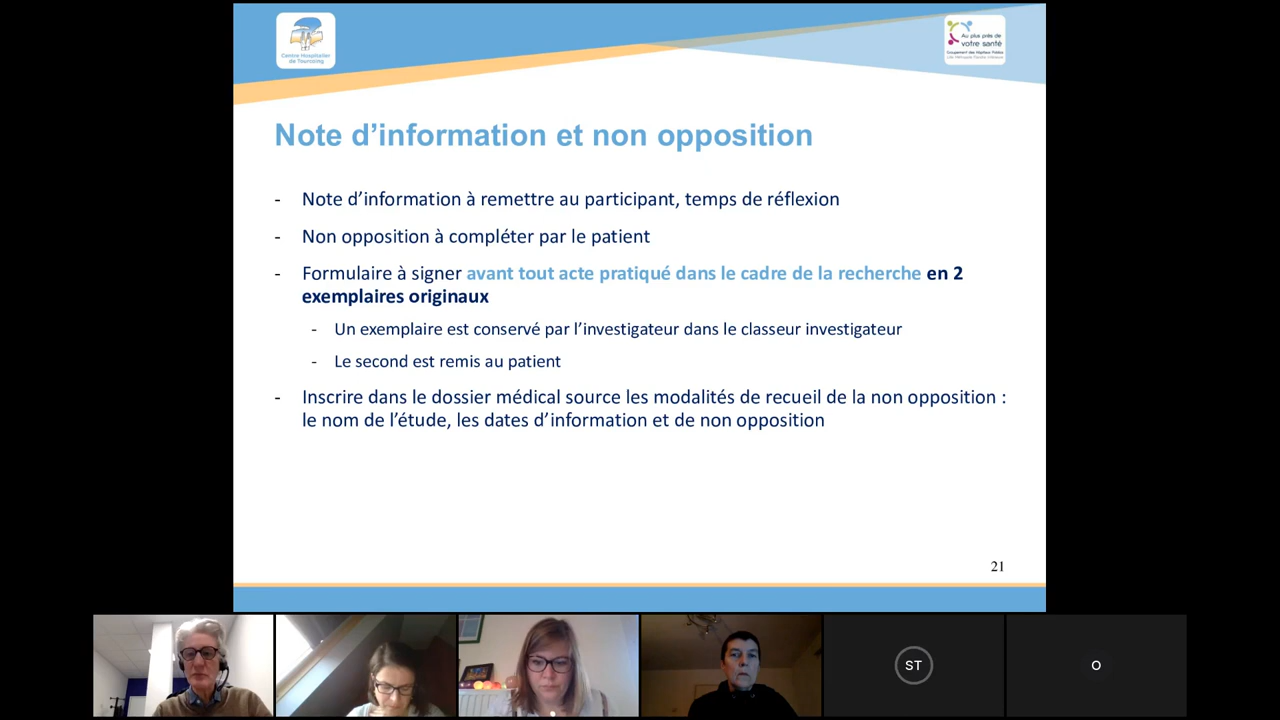 Centre Hospitalier
de Tourcoing
Au plus près de
votre santé
Note d’information et non opposition
- Note d’information à remettre au participant, temps de réflexion
- Non opposition à compléter par le patient
- Formulaire à signer avant tout acte pratiqué dans le cadre de la recherche en 2
exemplaires originaux
- Un exemplaire est conservé par l’investigateur dans le classeur investigateur
- Le second est remis au patient
- Inscrire dans le dossier médical source les modalités de recueil de la non opposition :
le nom de l’étude, les dates d’information et de non opposition
21
ST
O